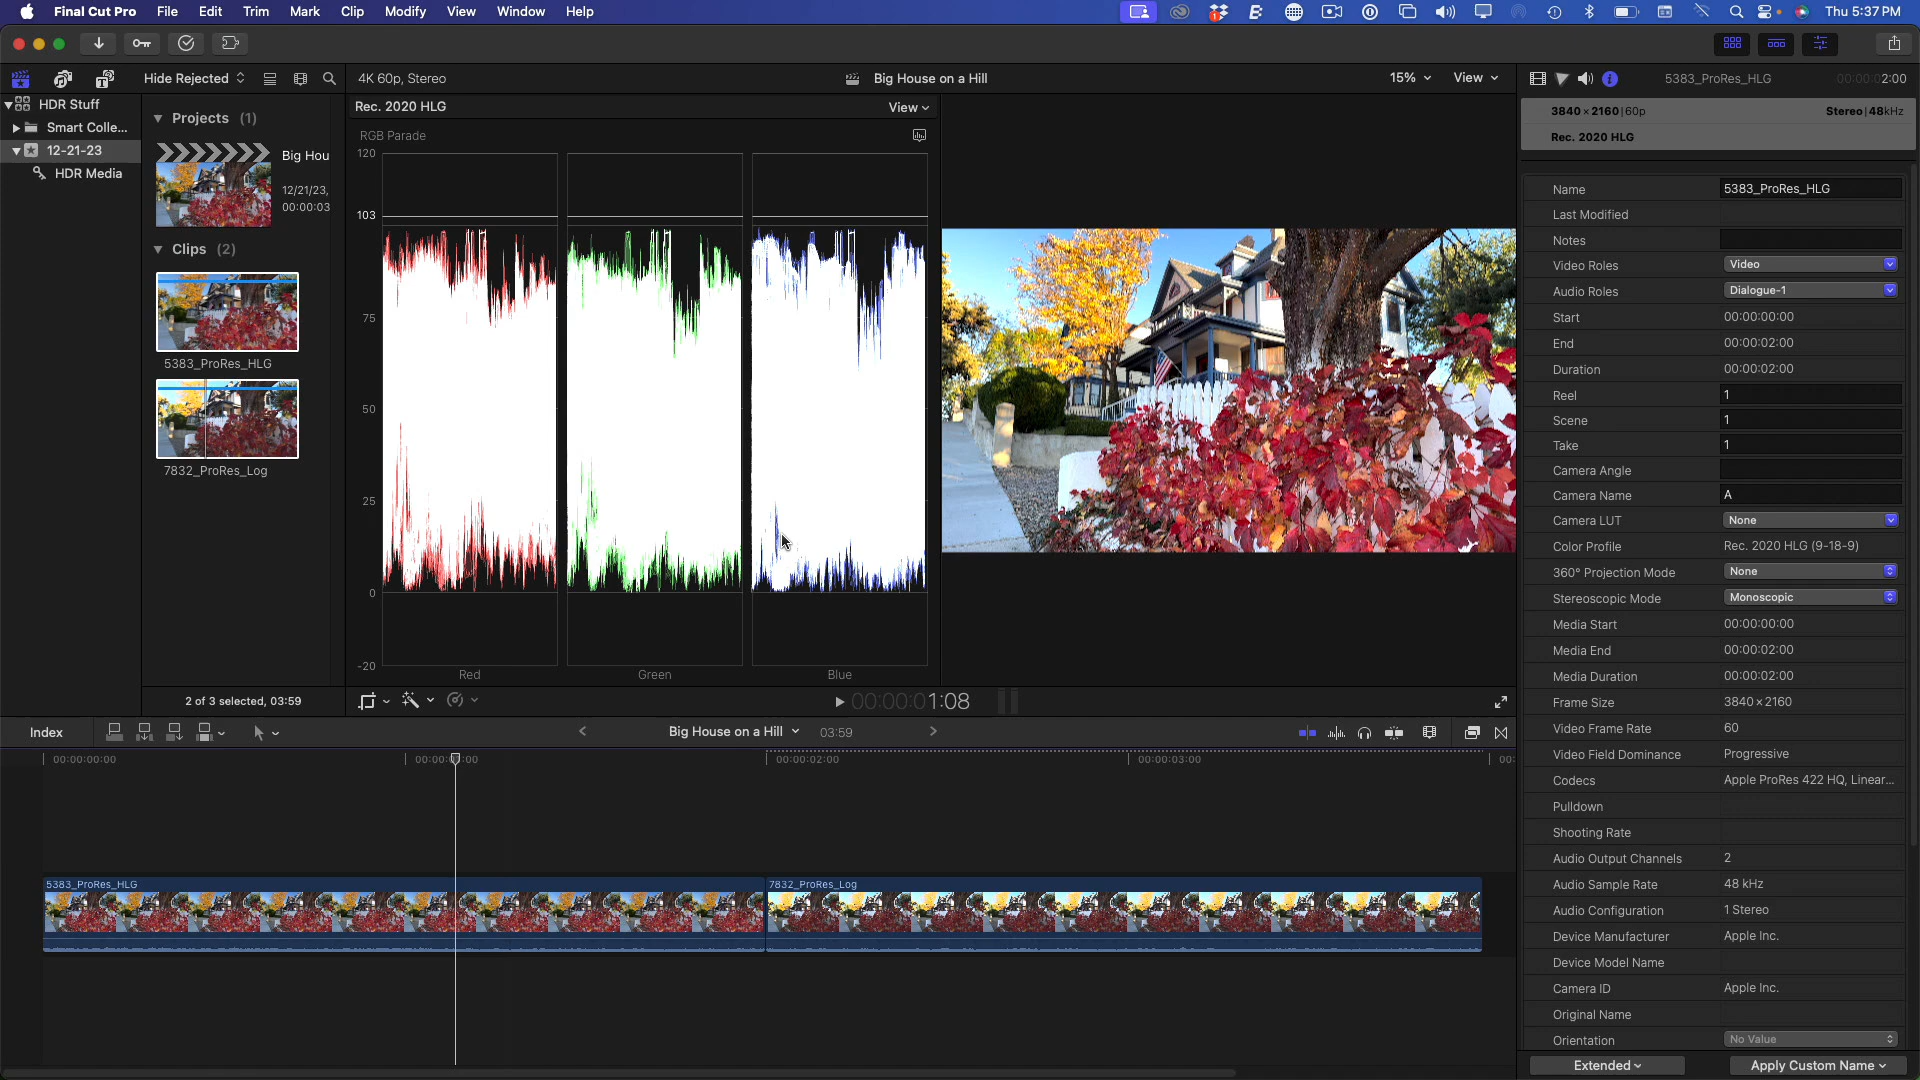 Final Cut Pro File Edit Trim Mark Clip Modify View Window Help Thu 5:37 PM
Hide Rejected 4K 60p, Stereo Big House on a Hill 15% View 5383_ProRes_HLG 00:00:02:00
HDR Stuff
Smart Colle...
12-21-23
HDR Media
Projects (1)
Big Hou
12/21/23,
00:00:03
Clips (2)
5383_ProRes_HLG
7832_ProRes_Log
2 of 3 selected, 03:59
Rec. 2020 HLG View
RGB Parade
120
103
75
50
25
0
-20
Red Green Blue
00:00:01:08
3840 × 2160 | 60p Stereo | 48kHz
Rec. 2020 HLG
Name 5383_ProRes_HLG
Last Modified
Notes
Video Roles Video
Audio Roles Dialogue-1
Start 00:00:00:00
End 00:00:02:00
Duration 00:00:02:00
Reel 1
Scene 1
Take 1
Camera Angle
Camera Name A
Camera LUT None
Color Profile Rec. 2020 HLG (9-18-9)
360° Projection Mode None
Stereoscopic Mode Monoscopic
Media Start 00:00:00:00
Media End 00:00:02:00
Media Duration 00:00:02:00
Frame Size 3840×2160
Video Frame Rate 60
Video Field Dominance Progressive
Codecs Apple ProRes 422 HQ, Linear...
Pulldown
Shooting Rate
Audio Output Channels 2
Audio Sample Rate 48 kHz
Audio Configuration 1 Stereo
Device Manufacturer Apple Inc.
Device Model Name
Camera ID Apple Inc.
Original Name
Orientation No Value
Extended Apply Custom Name
Index Big House on a Hill 03:59
00:00:00:00 00:00:02:00 00:00:03:00
5383_ProRes_HLG 7832_ProRes_Log